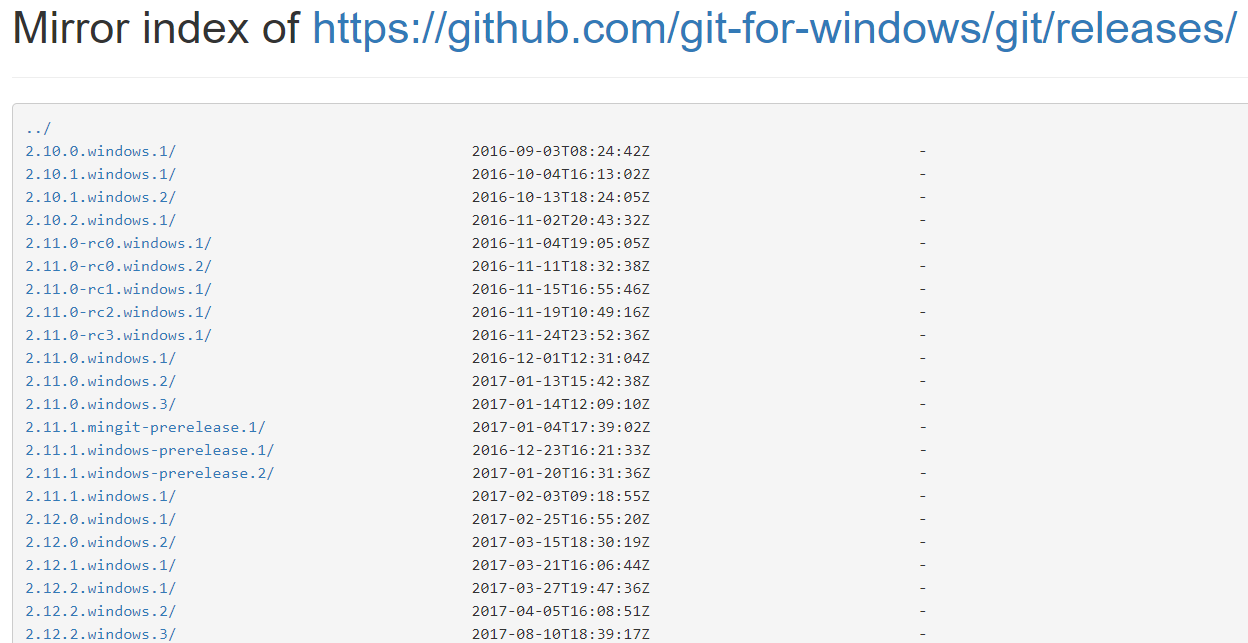 Mirror index of https://github.com/git-for-windows/git/releases/
../
2.10.0.windows.1/ 2016-09-03T08:24:42Z -
2.10.1.windows.1/ 2016-10-04T16:13:02Z -
2.10.1.windows.2/ 2016-10-13T18:24:05Z -
2.10.2.windows.1/ 2016-11-02T20:43:32Z -
2.11.0-rc0.windows.1/ 2016-11-04T19:05:05Z -
2.11.0-rc0.windows.2/ 2016-11-11T18:32:38Z -
2.11.0-rc1.windows.1/ 2016-11-15T16:55:46Z -
2.11.0-rc2.windows.1/ 2016-11-19T10:49:16Z -
2.11.0-rc3.windows.1/ 2016-11-24T23:52:36Z -
2.11.0.windows.1/ 2016-12-01T12:31:04Z -
2.11.0.windows.2/ 2017-01-13T15:42:38Z -
2.11.0.windows.3/ 2017-01-14T12:09:10Z -
2.11.1.mingit-prerelease.1/ 2017-01-04T17:39:02Z -
2.11.1.windows-prerelease.1/ 2016-12-23T16:21:33Z -
2.11.1.windows-prerelease.2/ 2017-01-20T16:31:36Z -
2.11.1.windows.1/ 2017-02-03T09:18:55Z -
2.12.0.windows.1/ 2017-02-25T16:55:20Z -
2.12.0.windows.2/ 2017-03-15T18:30:19Z -
2.12.1.windows.1/ 2017-03-21T16:06:44Z -
2.12.2.windows.1/ 2017-03-27T19:47:36Z -
2.12.2.windows.2/ 2017-04-05T16:08:51Z -
2.12.2.windows.3/ 2017-08-10T18:39:17Z -